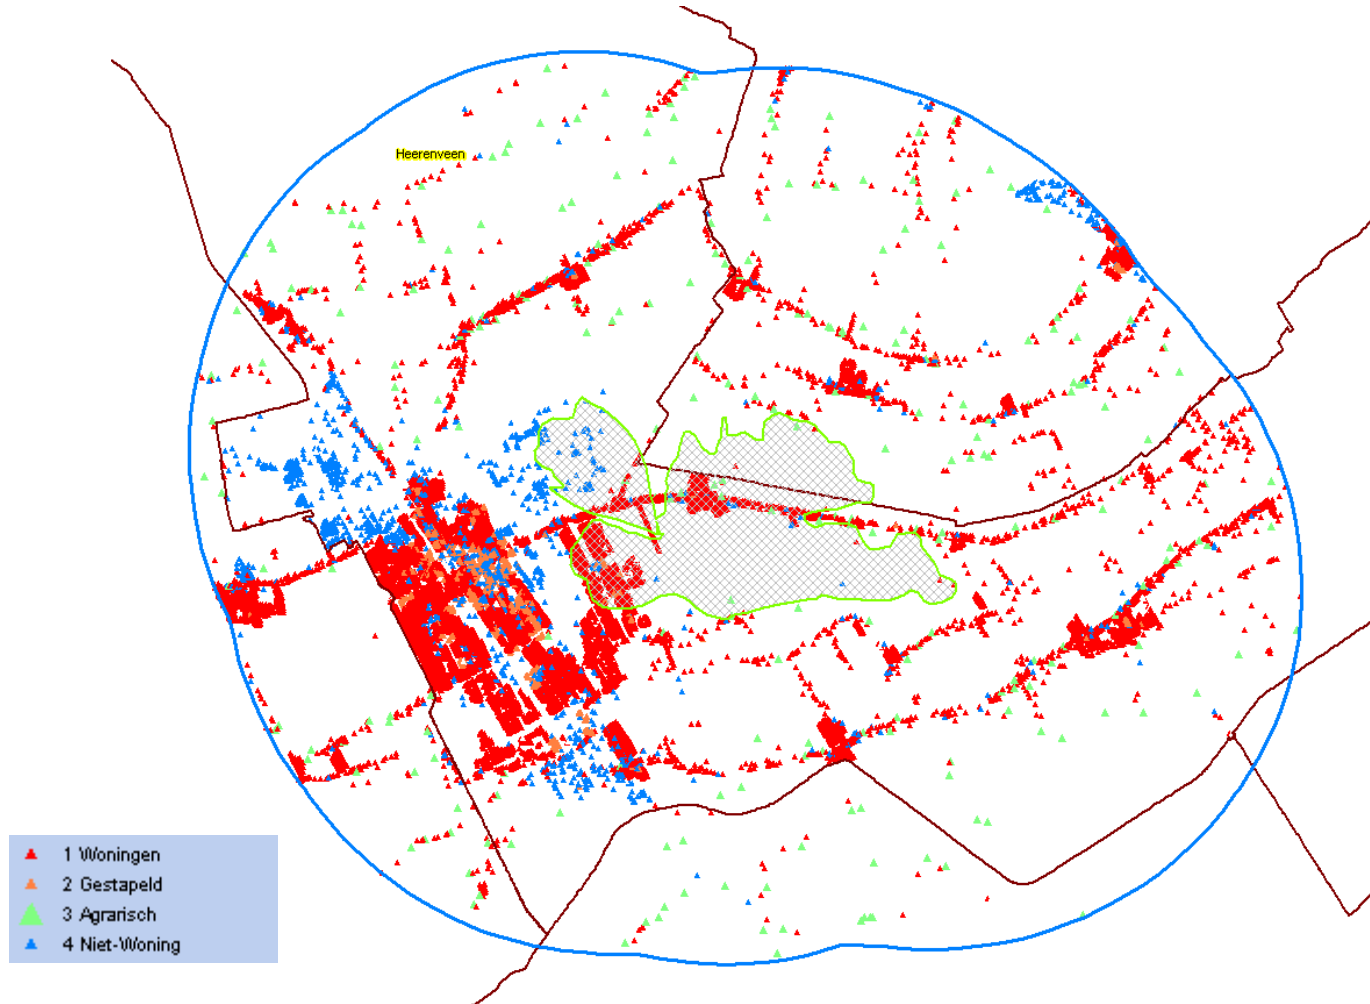 Heerenveen
1 Woningen
2 Gestapeld
3 Agrarisch
4 Niet-Woning